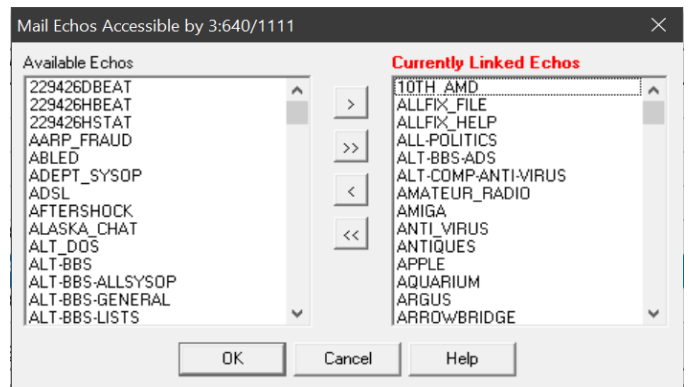 Mail Echos Accessible by 3:640/1111
Available Echos
229426DBEAT
229426HBEAT
229426HSTAT
AARP_FRAUD
ABLED
ADEPT_SYSOP
ADSL
AFTERSHOCK
ALASKA_CHAT
ALT_DOS
ALT-BBS
ALT-BBS-ALLSYSOP
ALT-BBS-GENERAL
ALT-BBS-LISTS
>
>>
<
<<
Currently Linked Echos
10TH_AMD
ALLFIX_FILE
ALLFIX_HELP
ALL-POLITICS
ALT-BBS-ADS
ALT-COMP-ANTI-VIRUS
AMATEUR_RADIO
AMIGA
ANTI_VIRUS
ANTIQUES
APPLE
AQUARIUM
ARGUS
ARROWBRIDGE
OK Cancel Help